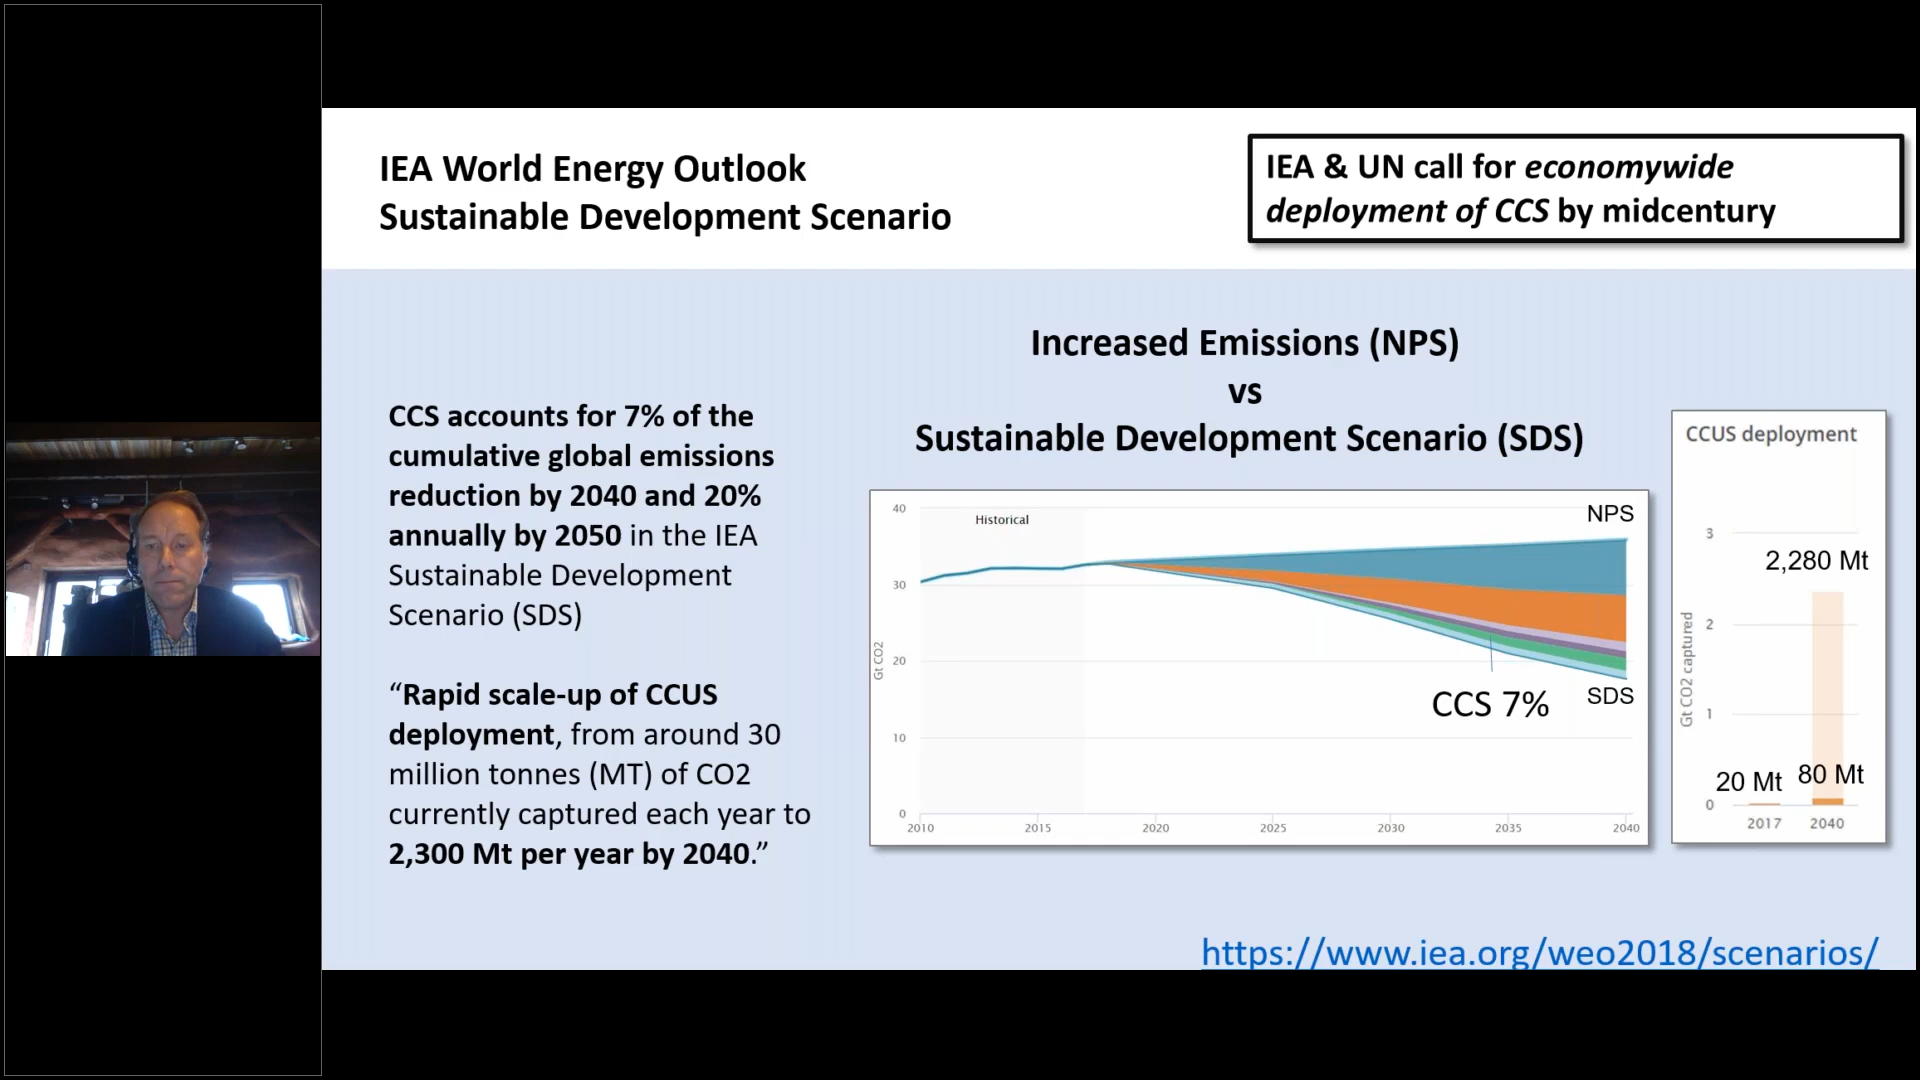 IEA World Energy Outlook
Sustainable Development Scenario
IEA & UN call for economywide
deployment of CCS by midcentury
CCS accounts for 7% of the
cumulative global emissions
reduction by 2040 and 20%
annually by 2050 in the IEA
Sustainable Development
Scenario (SDS)
“Rapid scale-up of CCUS
deployment, from around 30
million tonnes (MT) of CO2
currently captured each year to
2,300 Mt per year by 2040.”
Increased Emissions (NPS)
vs
Sustainable Development Scenario (SDS)
40
30
20
10
0
Gt CO2
Historical
NPS
CCS 7%
SDS
2010
2015
2020
2025
2030
2035
2040
CCUS deployment
3
2
1
0
Gt CO2 captured
2,280 Mt
20 Mt
80 Mt
2017
2040
https://www.iea.org/weo2018/scenarios/